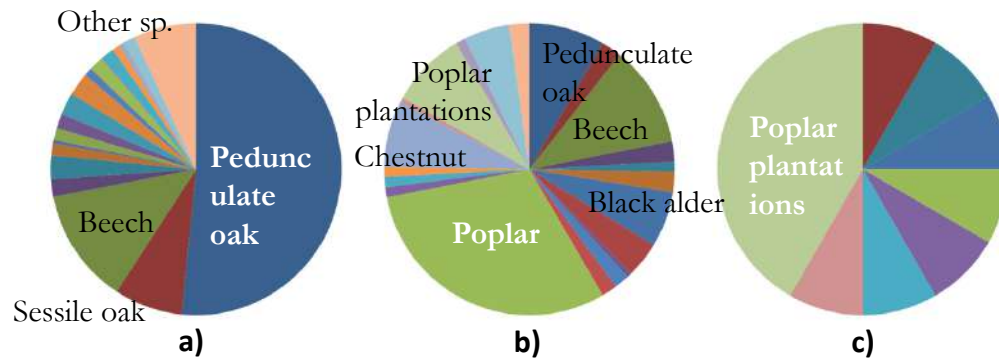 Other sp.
Pedunc
ulate
oak
Beech
Sessile oak
a)
Pedunculate
oak
Poplar
plantations
Beech
Chestnut
Black alder
Poplar
b)
Poplar
plantat
ions
c)